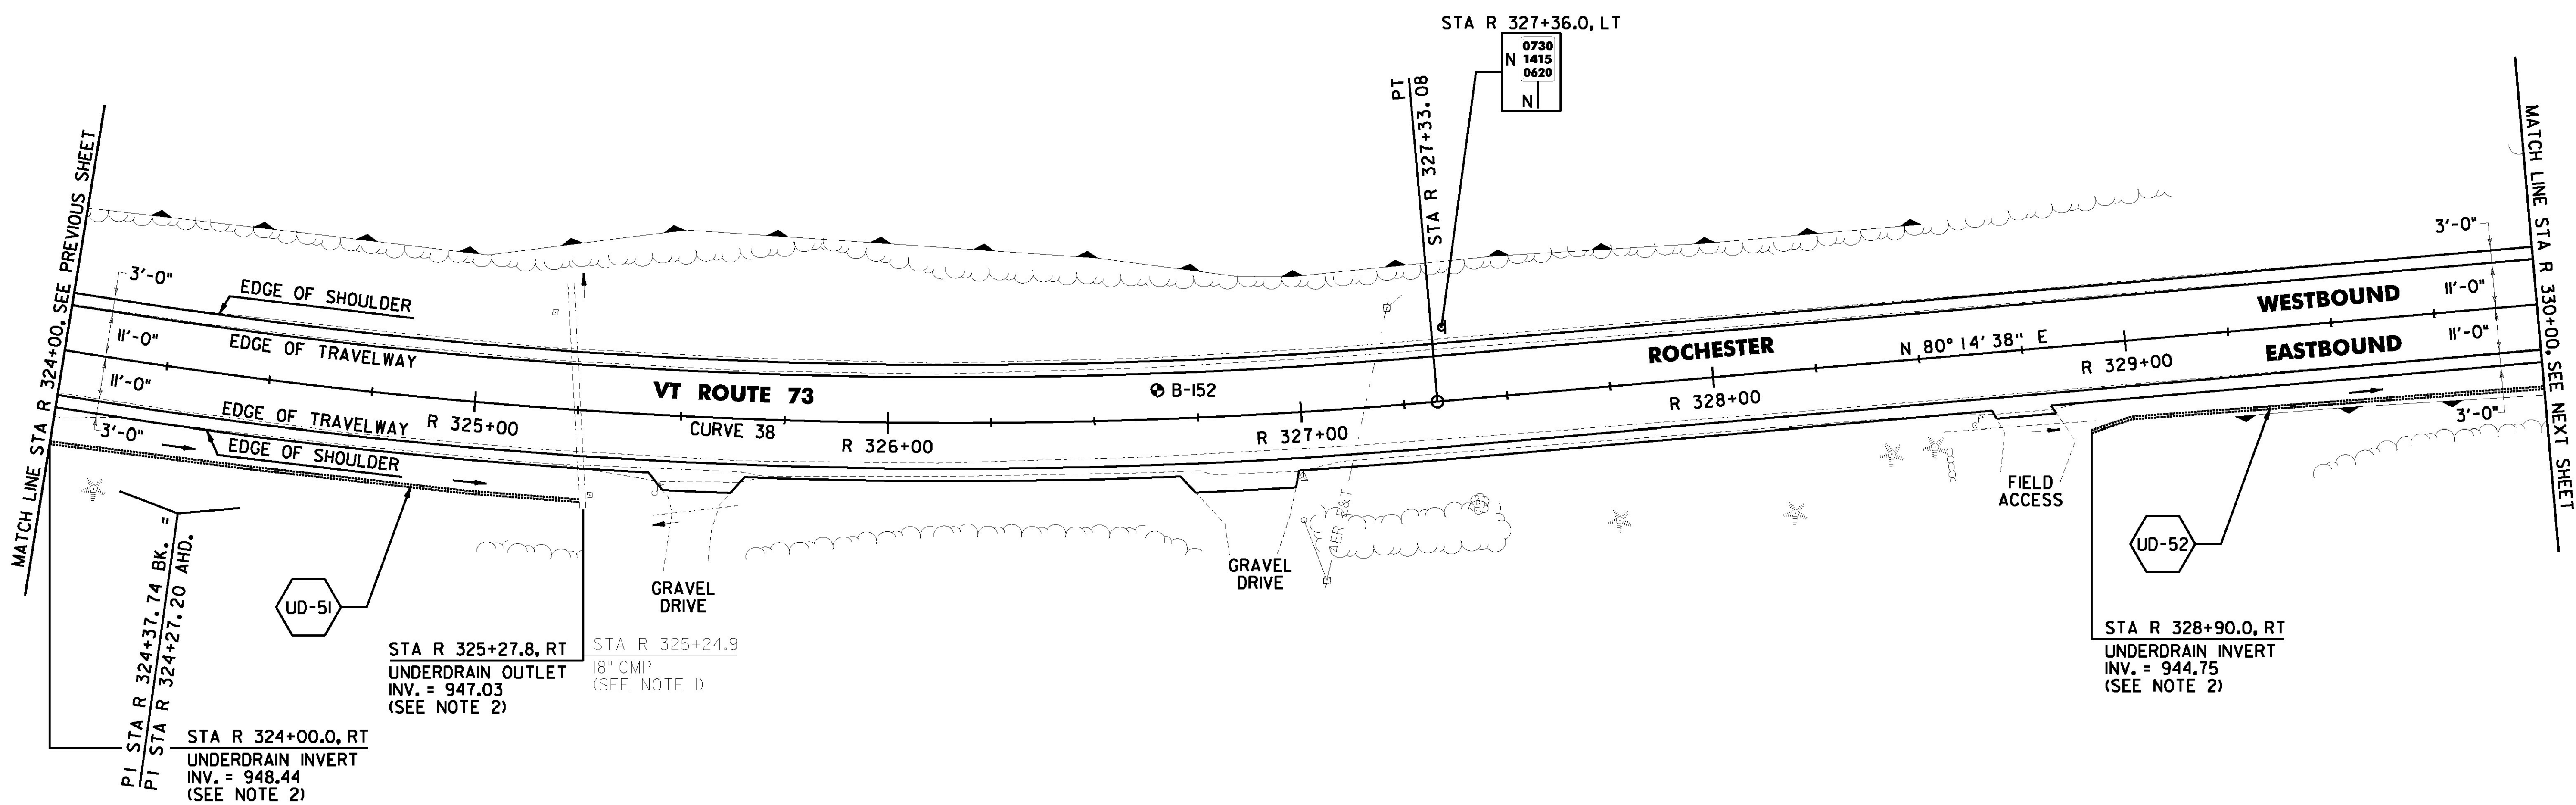 STA R 327+36.0, LT
N
0730
1415
0620
N
PT
STA R 327+33.08
MATCH LINE STA R 324+00, SEE PREVIOUS SHEET
MATCH LINE STA R 330+00, SEE NEXT SHEET
3'-0"
EDGE OF SHOULDER
11'-0"
EDGE OF TRAVELWAY
11'-0"
EDGE OF TRAVELWAY
3'-0"
EDGE OF SHOULDER
R 325+00
VT ROUTE 73
CURVE 38
R 326+00
B-152
R 327+00
ROCHESTER
R 328+00
N 80° 14' 38" E
R 329+00
WESTBOUND
EASTBOUND
3'-0"
11'-0"
11'-0"
3'-0"
AER E&T
FIELD
ACCESS
GRAVEL
DRIVE
GRAVEL
DRIVE
UD-51
UD-52
PI STA R 324+37.74 BK. "
PI STA R 324+27.20 AHD.
STA R 325+27.8, RT
UNDERDRAIN OUTLET
INV. = 947.03
(SEE NOTE 2)
STA R 325+24.9
18" CMP
(SEE NOTE 1)
STA R 328+90.0, RT
UNDERDRAIN INVERT
INV. = 944.75
(SEE NOTE 2)
STA R 324+00.0, RT
UNDERDRAIN INVERT
INV. = 948.44
(SEE NOTE 2)